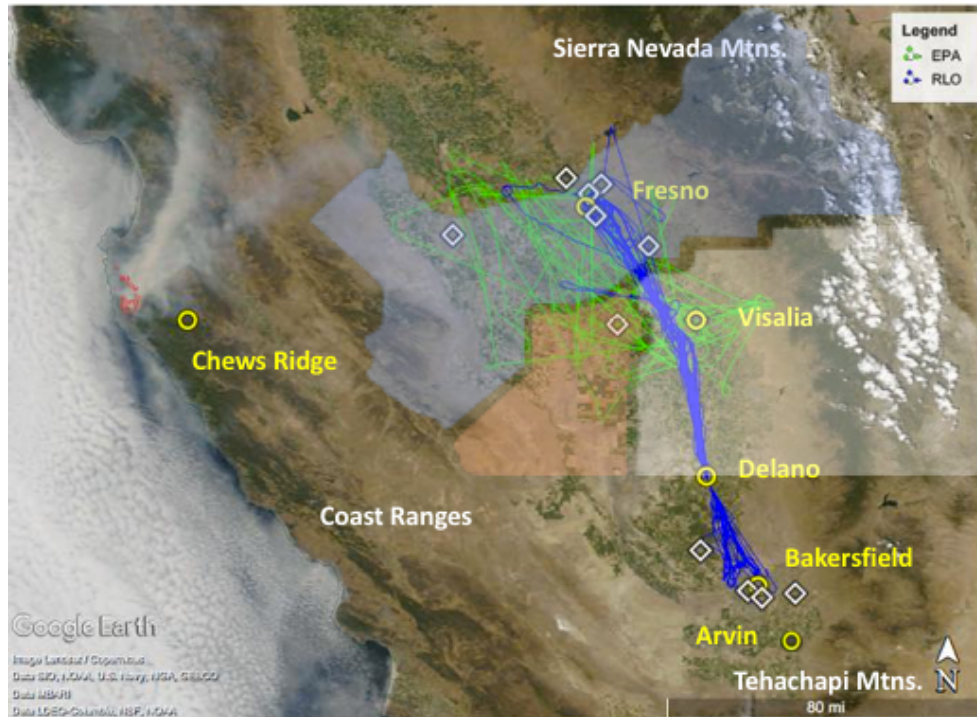 Sierra Nevada Mtns.
Legend
EPA
RLO
Fresno
Visalia
Chews Ridge
Delano
Coast Ranges
Bakersfield
Arvin
Tehachapi Mtns.
N
80 mi
Google Earth
Image Landsat / Copernicus
Data SIO, NOAA, U.S. Navy, NGA, GEBCO
Data MBARI
Data LDEO-Columbia, NSF, NOAA